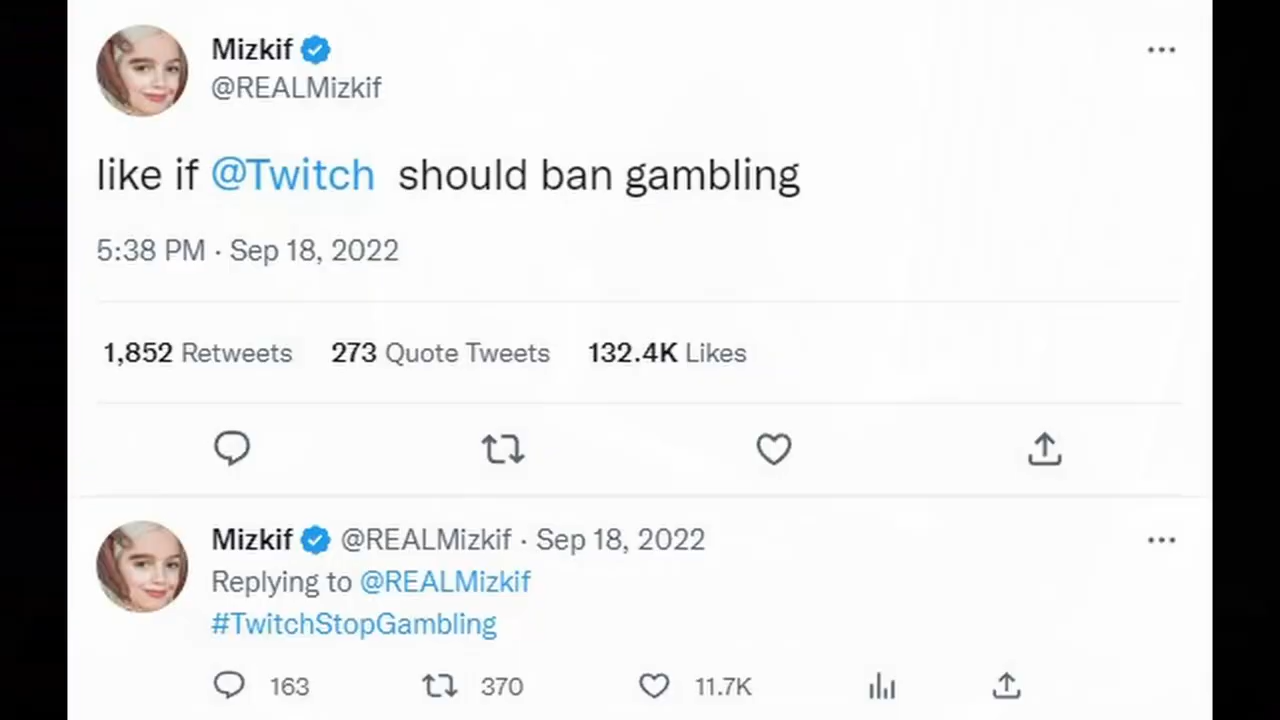 Mizkif
@REALMizkif
like if @Twitch should ban gambling
5:38 PM · Sep 18, 2022
1,852 Retweets 273 Quote Tweets 132.4K Likes
Mizkif @REALMizkif · Sep 18, 2022
Replying to @REALMizkif
#TwitchStopGambling
163 370 11.7K